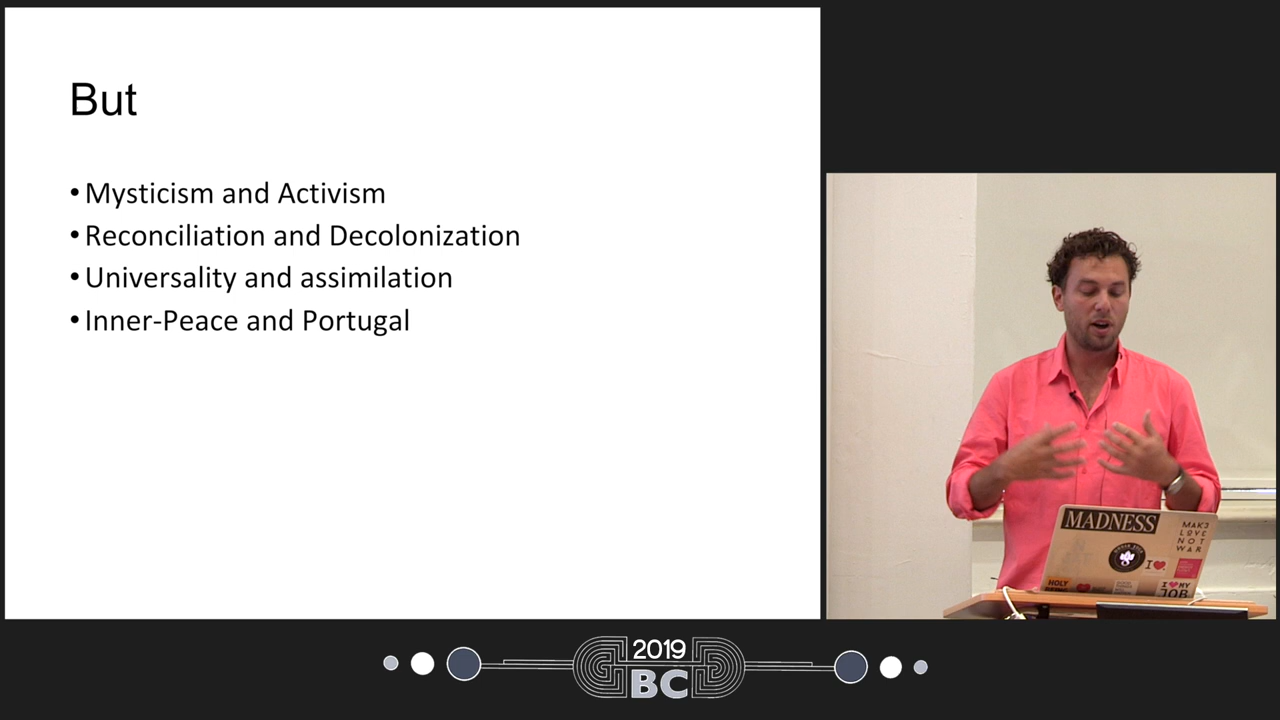 But
• Mysticism and Activism
• Reconciliation and Decolonization
• Universality and assimilation
• Inner-Peace and Portugal
MADNESS
MAKE
LOVE
NOT
WAR
I
HOLY
I MY
JOB
2019
BC